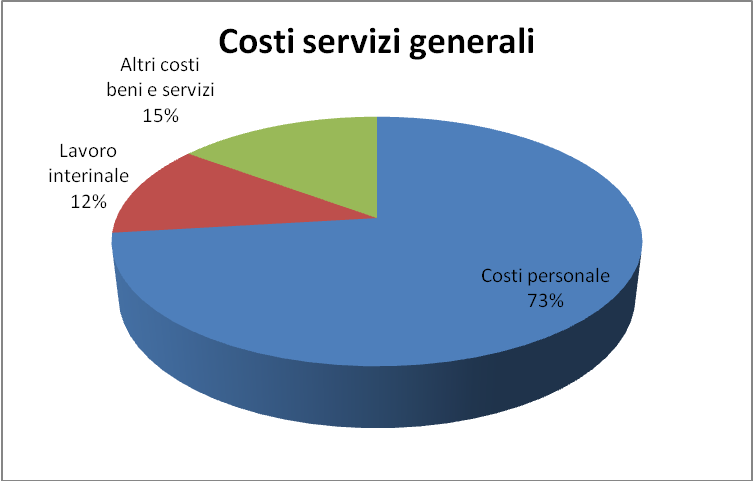 Costi servizi generali
Altri costi
beni e servizi
15%
Lavoro
interinale
12%
Costi personale
73%